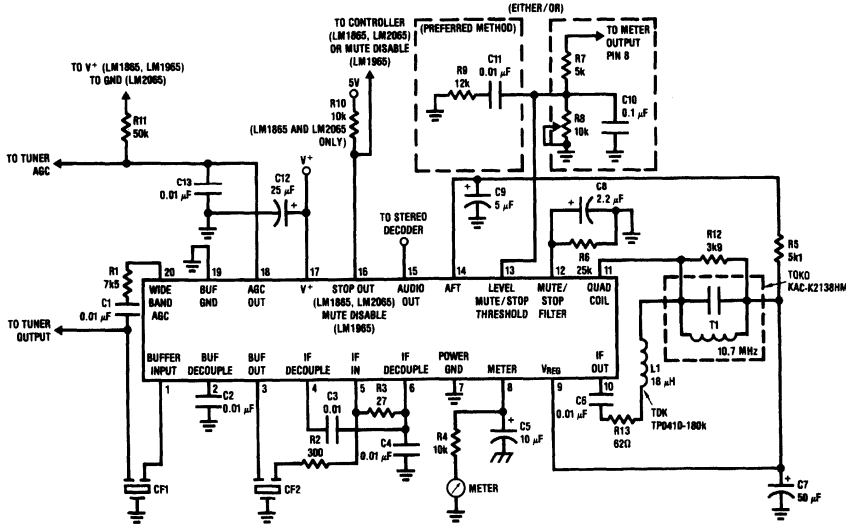 (EITHER/OR)
TO CONTROLLER
(LM1865, LM2065)
OR MUTE DISABLE
(LM1965)
(PREFERRED METHOD)
C11
0.01 µF
R9
12k
TO METER
OUTPUT
PIN 8
R7
5k
R8
10k
C10
0.1 µF
TO V+ (LM1865, LM1965)
TO GND (LM2065)
R11
50k
5V
R10
10k
(LM1865 AND LM2065
ONLY)
TO TUNER
AGC
C13
0.01 µF
C12
25 µF
+
V+
TO STEREO
DECODER
+
C9
5 µF
+
C8
2.2 µF
R6
25k
R12
3k9
R5
5k1
TOKO
KAC-K2138HM
T1
10.7 MHz
R1
7k5
C1
0.01 µF
TO TUNER
OUTPUT
20
19
18
17
16
15
14
13
12
11
WIDE
BAND
AGC
BUF
GND
AGC
OUT
V+
STOP OUT
(LM1865, LM2065)
MUTE DISABLE
(LM1965)
AUDIO
OUT
AFT
LEVEL
MUTE/STOP
THRESHOLD
MUTE/
STOP
FILTER
QUAD
COIL
BUFFER
INPUT
BUF
DECOUPLE
BUF
OUT
IF
DECOUPLE
IF
IN
IF
DECOUPLE
POWER
GND
METER
VREG
IF
OUT
1
2
3
4
5
6
7
8
9
10
L1
18 µH
TDK
TP0410-180k
C2
0.01 µF
C3
0.01
R3
27
R2
300
C4
0.01 µF
R4
10k
+
C5
10 µF
C6
0.01 µF
R13
62Ω
CF1
CF2
METER
+
C7
50 µF